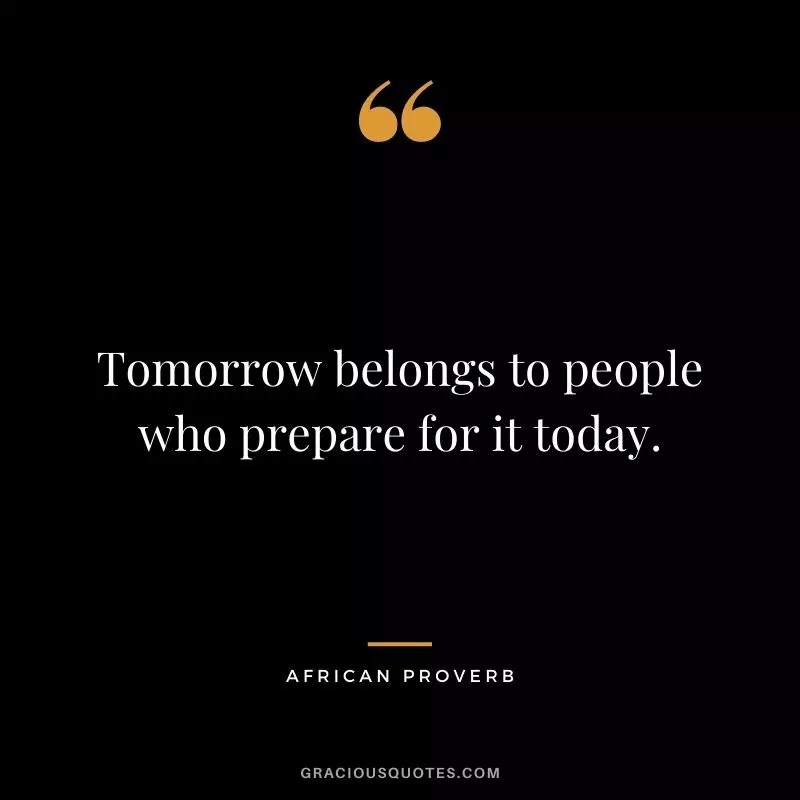 “
Tomorrow belongs to people
who prepare for it today.
AFRICAN PROVERB
GRACIOUSQUOTES.COM